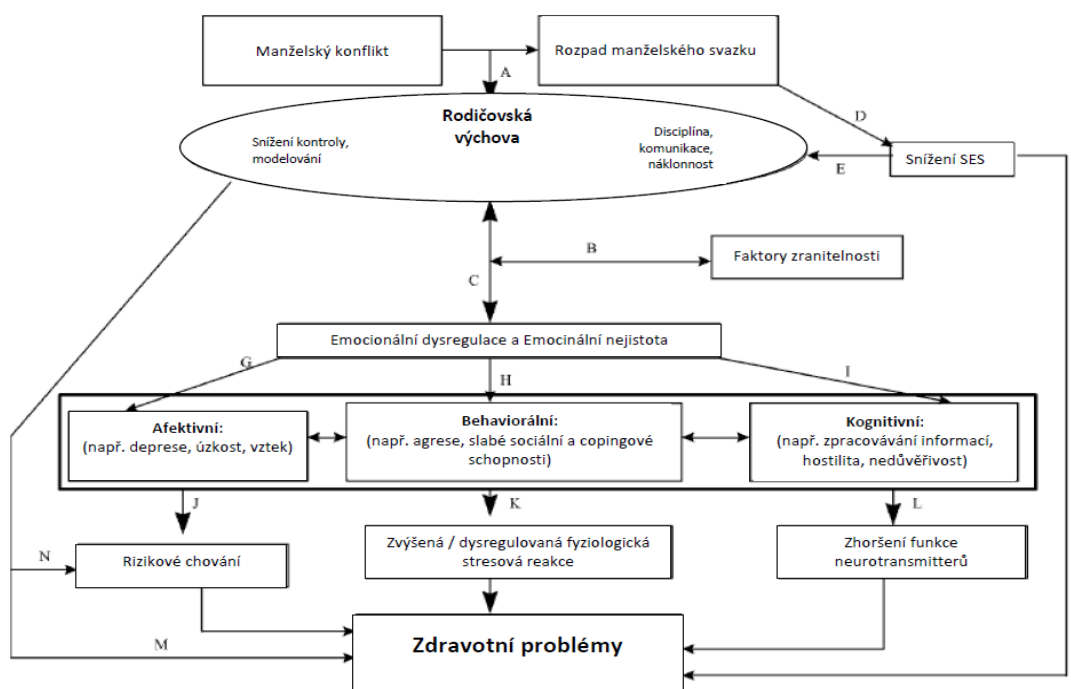 Manželský konflikt
Rozpad manželského svazku
A
Rodičovská
výchova
Snížení kontroly,
modelování
Disciplína,
komunikace,
náklonnost
D
E
Snížení SES
B
Faktory zranitelnosti
C
Emocionální dysregulace a Emocinální nejistota
G
H
I
Afektivní:
(např. deprese, úzkost, vztek)
Behaviorální:
(např. agrese, slabé sociální a copingové
schopnosti)
Kognitivní:
(např. zpracovávání informací,
hostilita, nedůvěřivost)
J
K
L
N
Rizikové chování
Zvýšená / dysregulovaná fyziologická
stresová reakce
Zhoršení funkce
neurotransmitterů
M
Zdravotní problémy